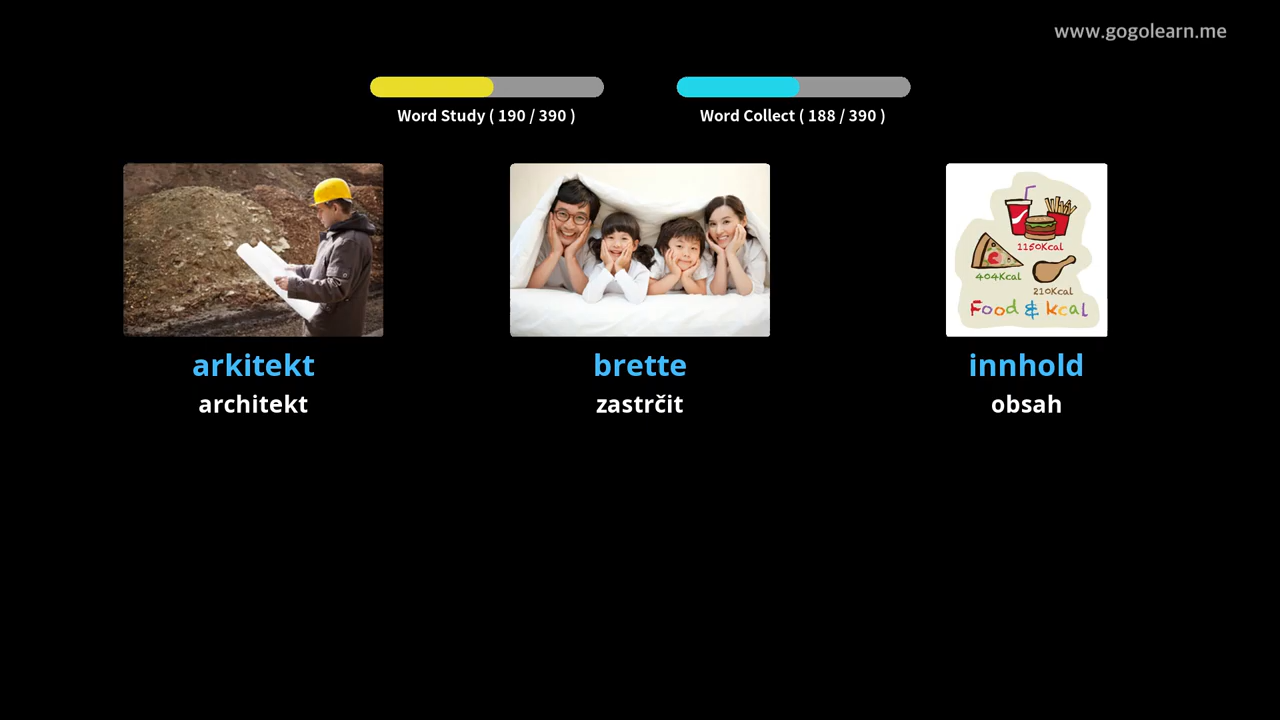 www.gogolearn.me
Word Study ( 190 / 390 )
Word Collect ( 188 / 390 )
1150Kcal
404Kcal
210Kcal
Food & kcal
arkitekt
brette
innhold
architekt
zastrčit
obsah